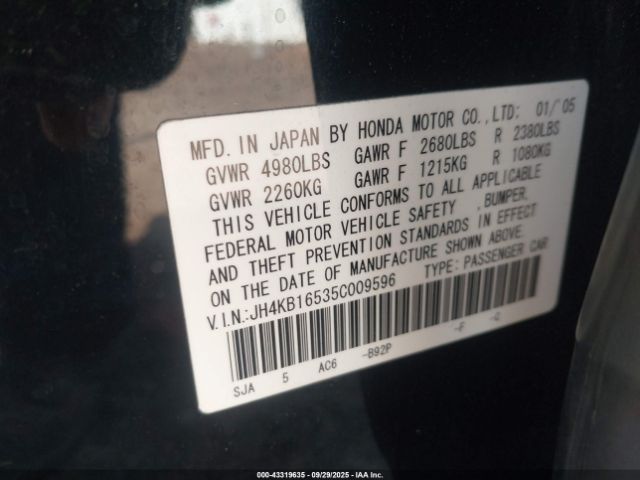 MFD. IN JAPAN BY HONDA MOTOR CO.,LTD: 01/'05
GVWR 4980LBS GAWR F 2680LBS R 2380LBS
GVWR 2260KG GAWR F 1215KG R 1080KG
THIS VEHICLE CONFORMS TO ALL APPLICABLE
FEDERAL MOTOR VEHICLE SAFETY ,BUMPER,
AND THEFT PREVENTION STANDARDS IN EFFECT
ON THE DATE OF MANUFACTURE SHOWN ABOVE.
V.I.N.:JH4KB16535C009596 TYPE: PASSENGER CAR
SJA 5 AC6 -B92P -F -C
000-43319635 - 09/29/2025 - IAA Inc.